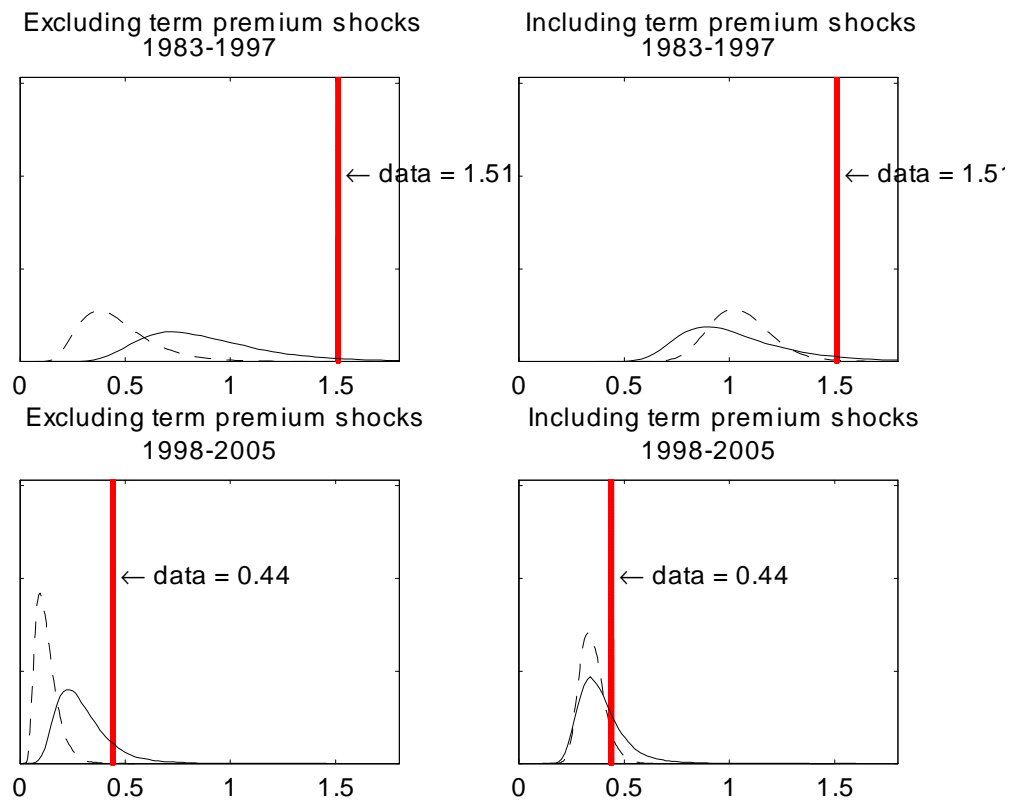 Excluding term premium shocks
1983-1997
← data = 1.51
0 0.5 1 1.5
Including term premium shocks
1983-1997
← data = 1.5
0 0.5 1 1.5
Excluding term premium shocks
1998-2005
← data = 0.44
0 0.5 1 1.5
Including term premium shocks
1998-2005
← data = 0.44
0 0.5 1 1.5